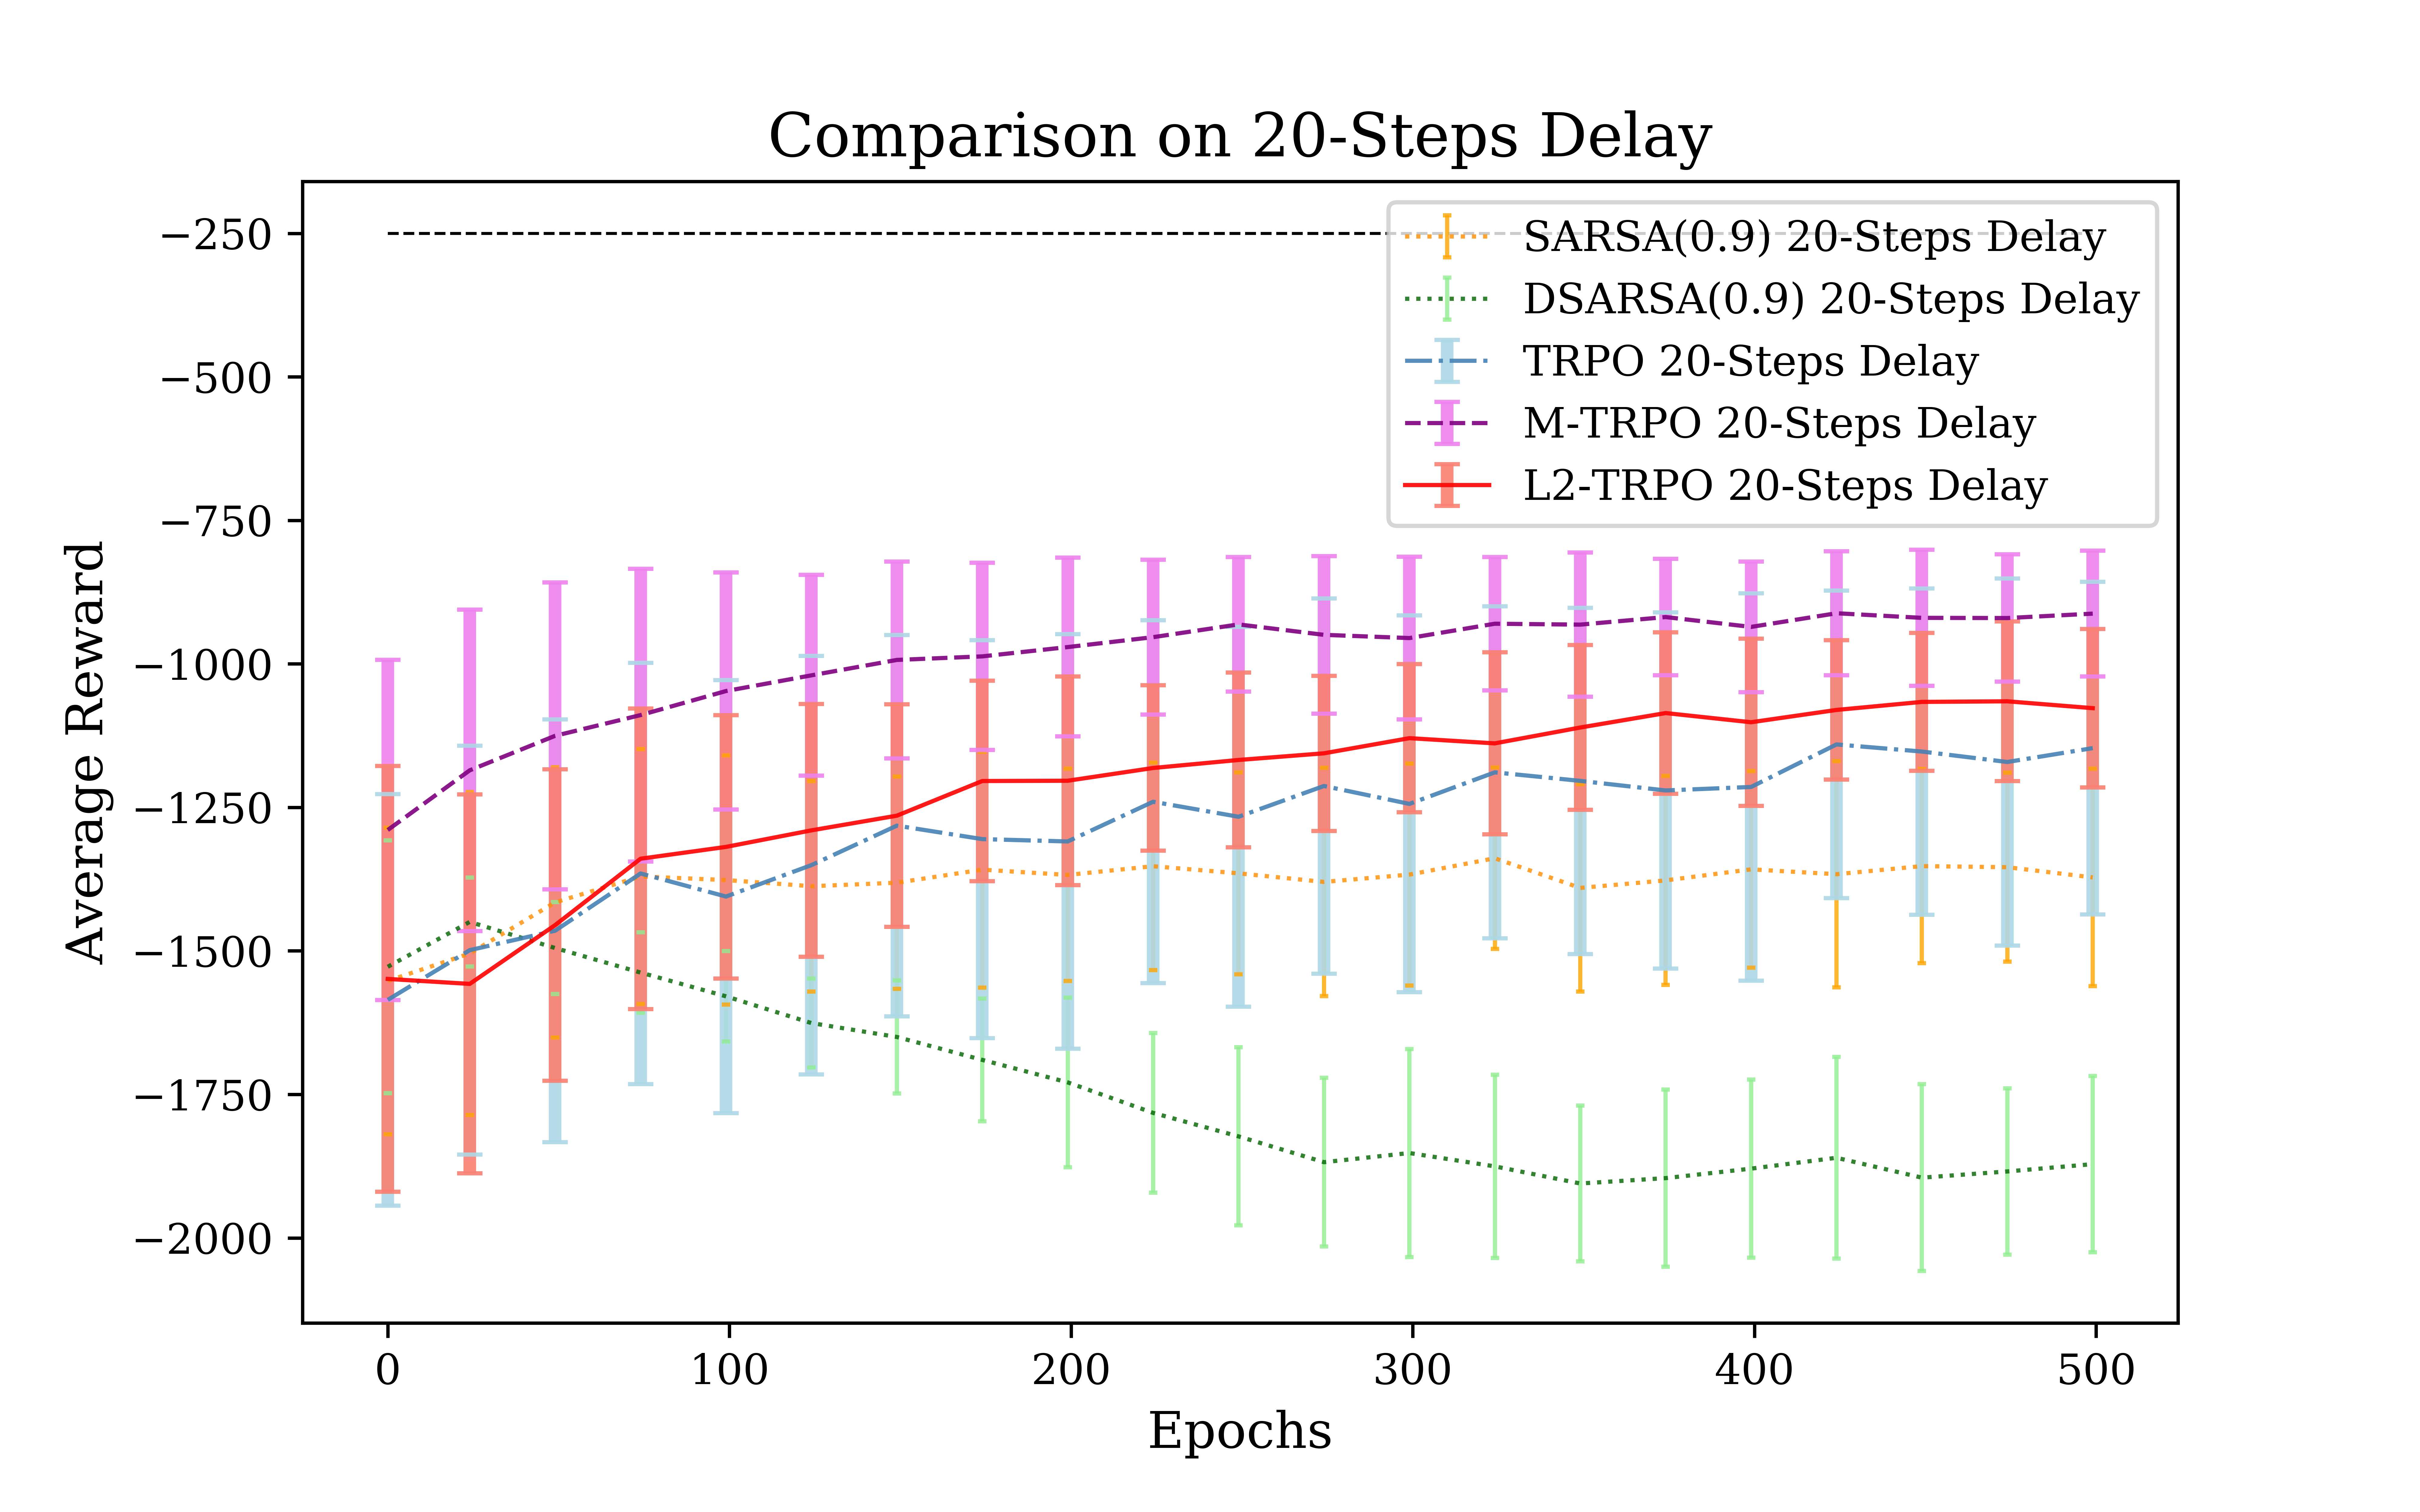 Comparison on 20-Steps Delay
−250
−500
−750
−1000
−1250
−1500
−1750
−2000
Average Reward
SARSA(0.9) 20-Steps Delay
DSARSA(0.9) 20-Steps Delay
TRPO 20-Steps Delay
M-TRPO 20-Steps Delay
L2-TRPO 20-Steps Delay
0 100 200 300 400 500
Epochs